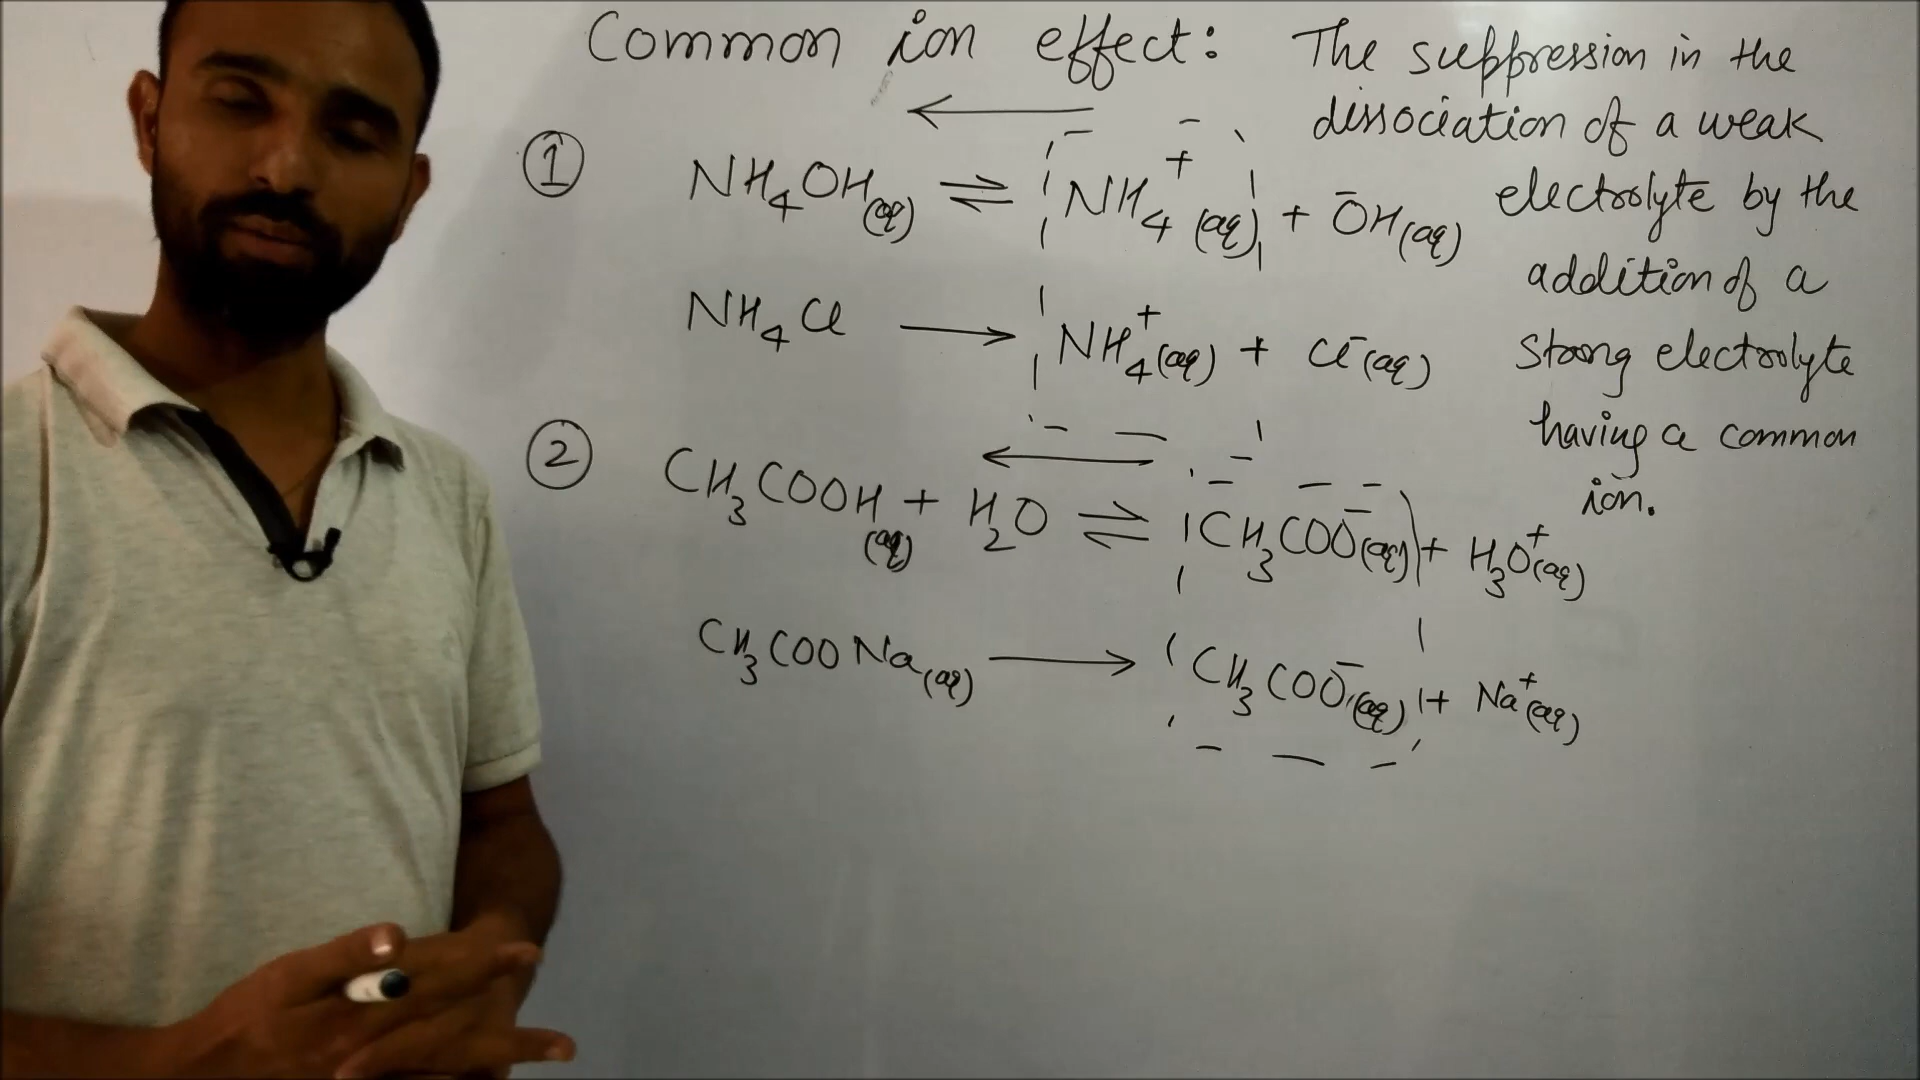 Common ion effect: The suppression in the
dissociation of a weak
electrolyte by the
addition of a
strong electrolyte
having a common
ion.
① NH₄OH(aq) ⇌ NH₄⁺(aq) + ŌH(aq)
NH₄Cl ⟶ NH₄⁺(aq) + Cl⁻(aq)
② CH₃COOH(aq) + H₂O ⇌ CH₃COO⁻(aq) + H₃O⁺(aq)
CH₃COONa(aq) ⟶ CH₃COO⁻(aq) + Na⁺(aq)